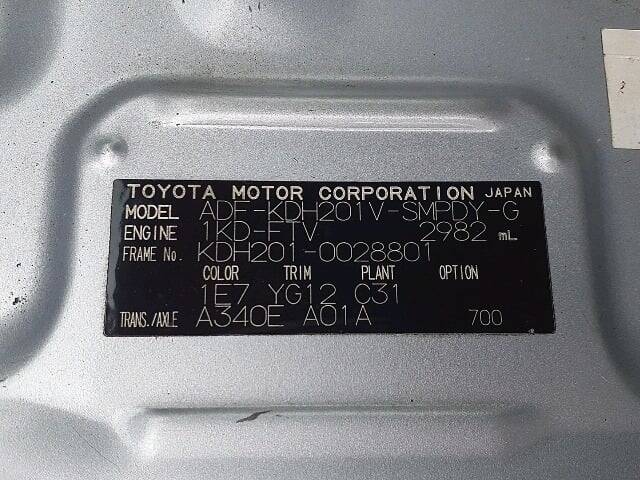 TOYOTA MOTOR CORPORATION JAPAN
MODEL ADF-KDH201V-SMPDY-G
ENGINE 1KD-FTV 2982 mL
FRAME No. KDH201-0028801
COLOR TRIM PLANT OPTION
1E7 YG12 C31
TRANS./AXLE A340E A01A 700